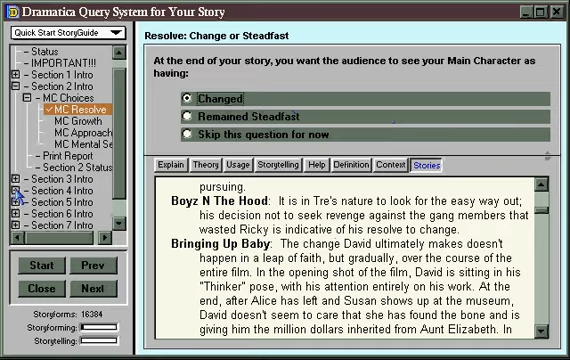 Dramatica Query System for Your Story
Quick Start StoryGuide
Status
IMPORTANT!!!
Section 1 Intro
Section 2 Intro
MC Choices
MC Resolve
MC Growth
MC Approach
MC Mental Se
Print Report
Section 2 Status
Section 3 Intro
Section 4 Intro
Section 5 Intro
Section 6 Intro
Section 7 Intro
Start
Prev
Close
Next
Storyforms: 16384
Storyforming:
Storytelling:
Resolve: Change or Steadfast
At the end of your story, you want the audience to see your Main Character as
having:
Changed
Remained Steadfast
Skip this question for now
Explain Theory Usage Storytelling Help Definition Context Stories
pursuing.
Boyz N The Hood: It is in Tre's nature to look for the easy way out;
his decision not to seek revenge against the gang members that
wasted Ricky is indicative of his resolve to change.
Bringing Up Baby: The change David ultimately makes doesn't
happen in a leap of faith, but gradually, over the course of the
entire film. In the opening shot of the film, David is sitting in his
"Thinker" pose, with his attention entirely on his work. At the
end, after Alice has left and Susan shows up at the museum,
David doesn't seem to care that she has found the bone and is
giving him the million dollars inherited from Aunt Elizabeth. In